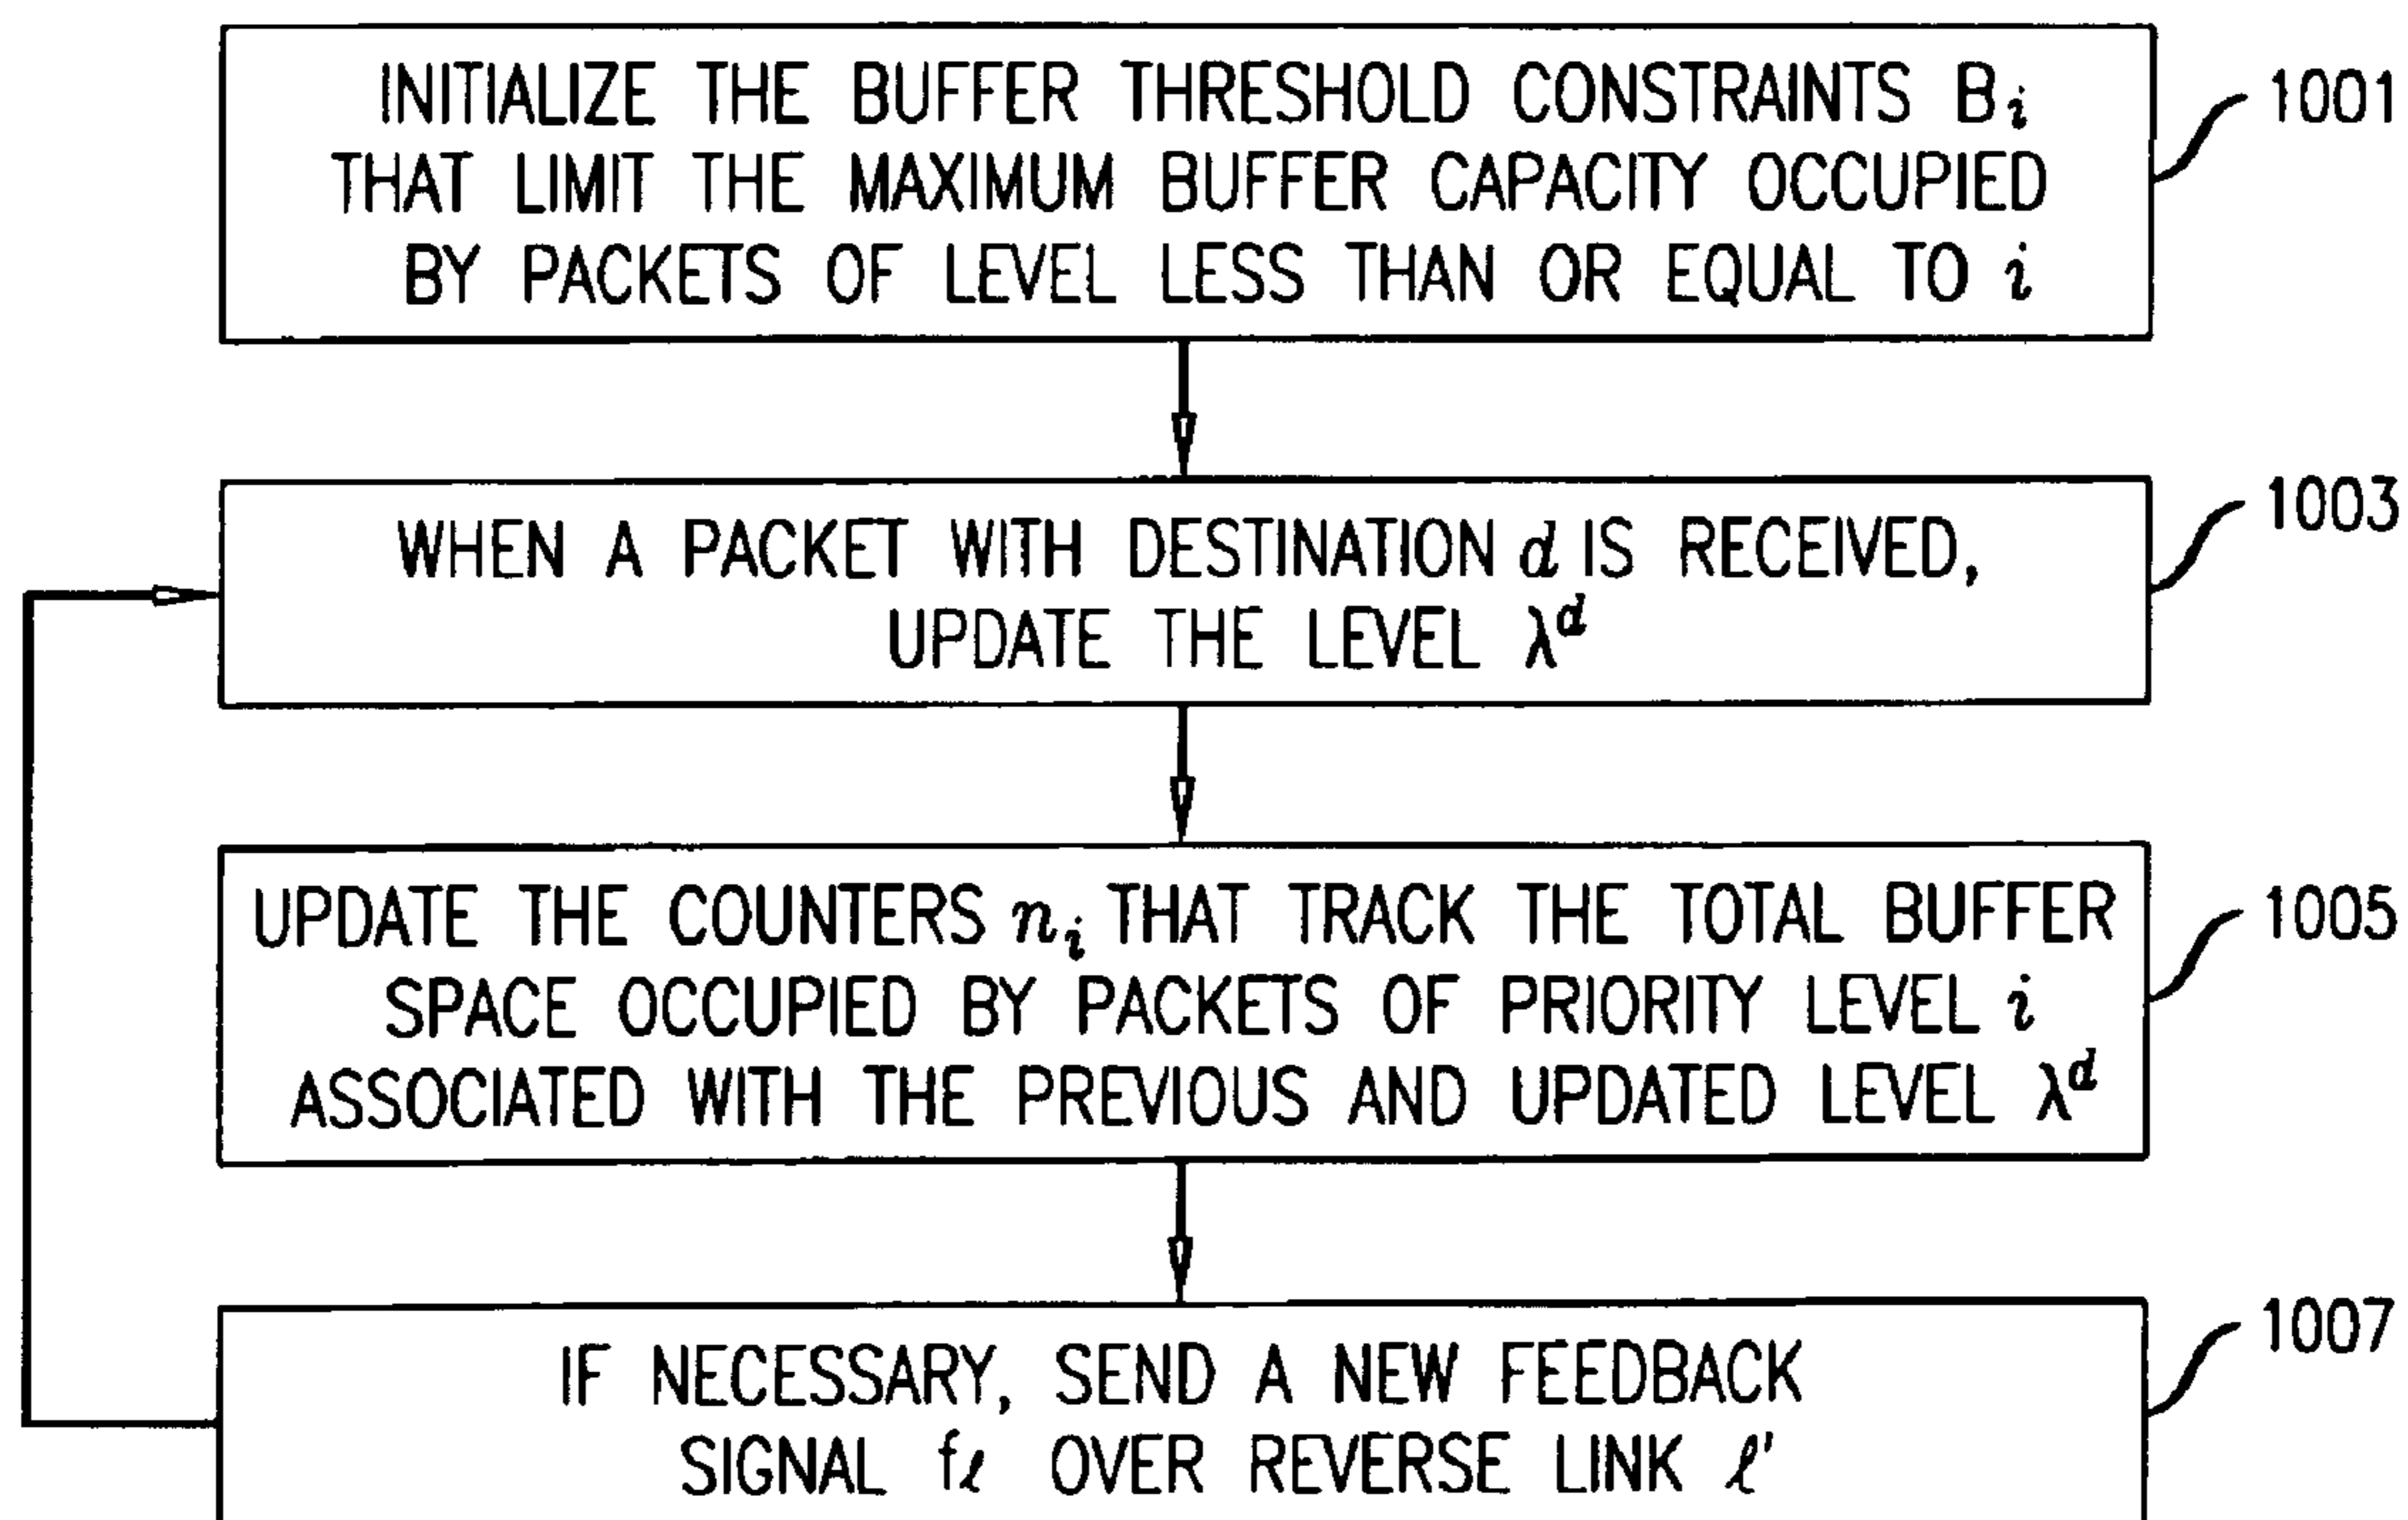 INITIALIZE THE BUFFER THRESHOLD CONSTRAINTS Bᵢ
THAT LIMIT THE MAXIMUM BUFFER CAPACITY OCCUPIED
BY PACKETS OF LEVEL LESS THAN OR EQUAL TO i
1001
WHEN A PACKET WITH DESTINATION d IS RECEIVED,
UPDATE THE LEVEL λᵈ
1003
UPDATE THE COUNTERS nᵢ THAT TRACK THE TOTAL BUFFER
SPACE OCCUPIED BY PACKETS OF PRIORITY LEVEL i
ASSOCIATED WITH THE PREVIOUS AND UPDATED LEVEL λᵈ
1005
IF NECESSARY, SEND A NEW FEEDBACK
SIGNAL fℓ OVER REVERSE LINK ℓ'
1007